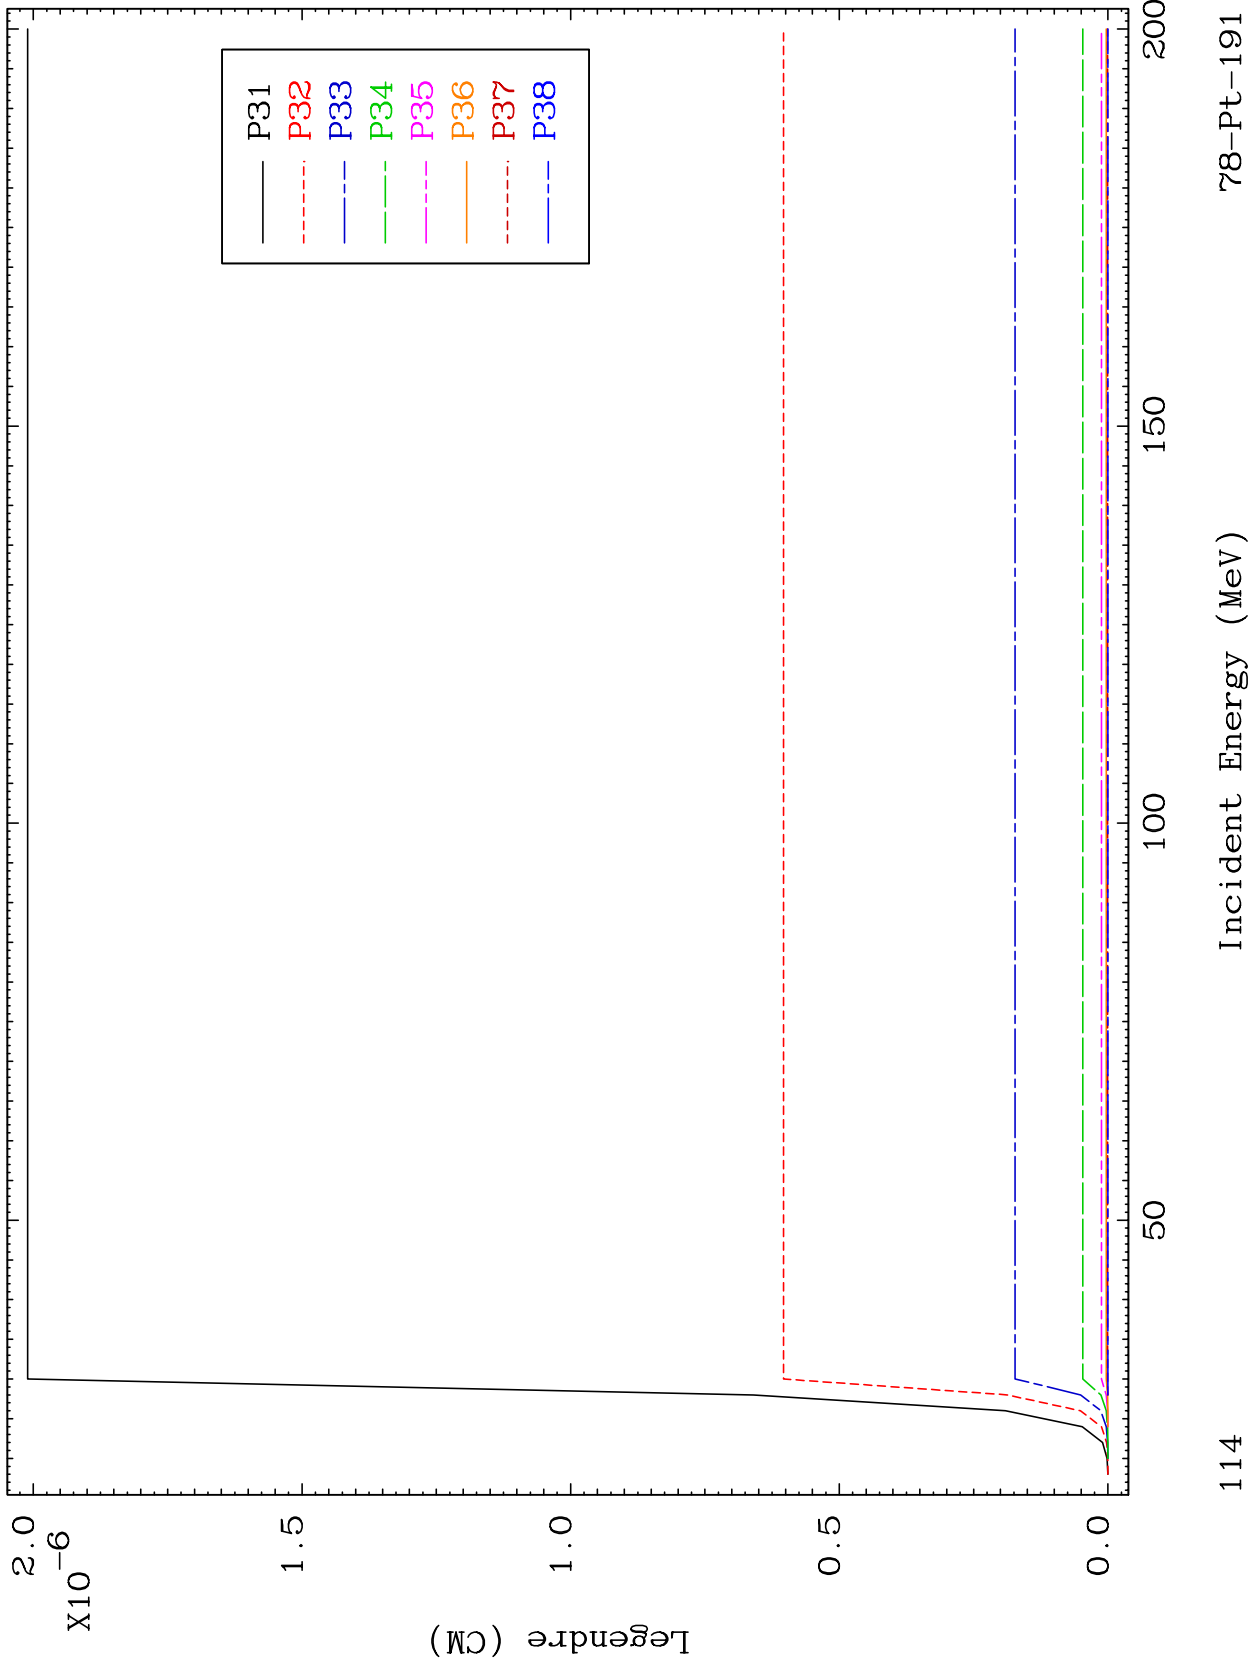 P31
P32
P33
P34
P35
P36
P37
P38
2.0
X10-6
1.5
1.0
0.5
0.0
Legendre (CM)
50
100
150
200
Incident Energy (MeV)
114
78-Pt-191